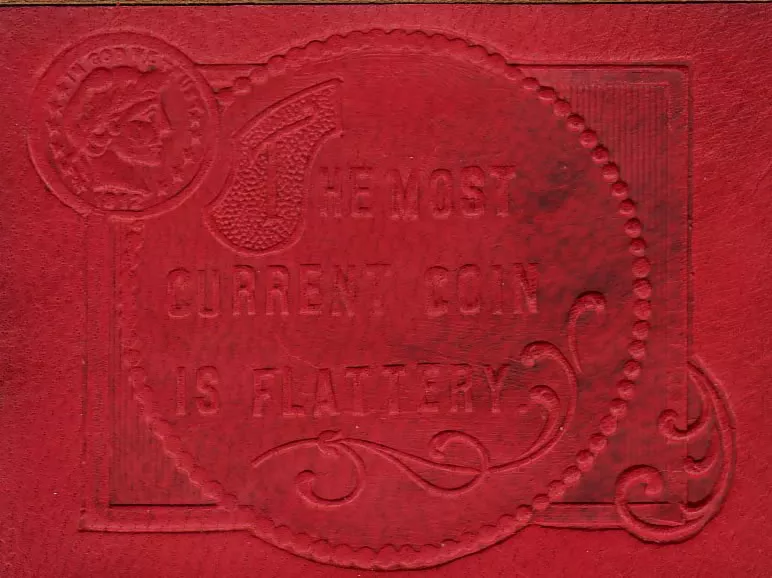 THE MOST
CURRENT COIN
IS FLATTERY.